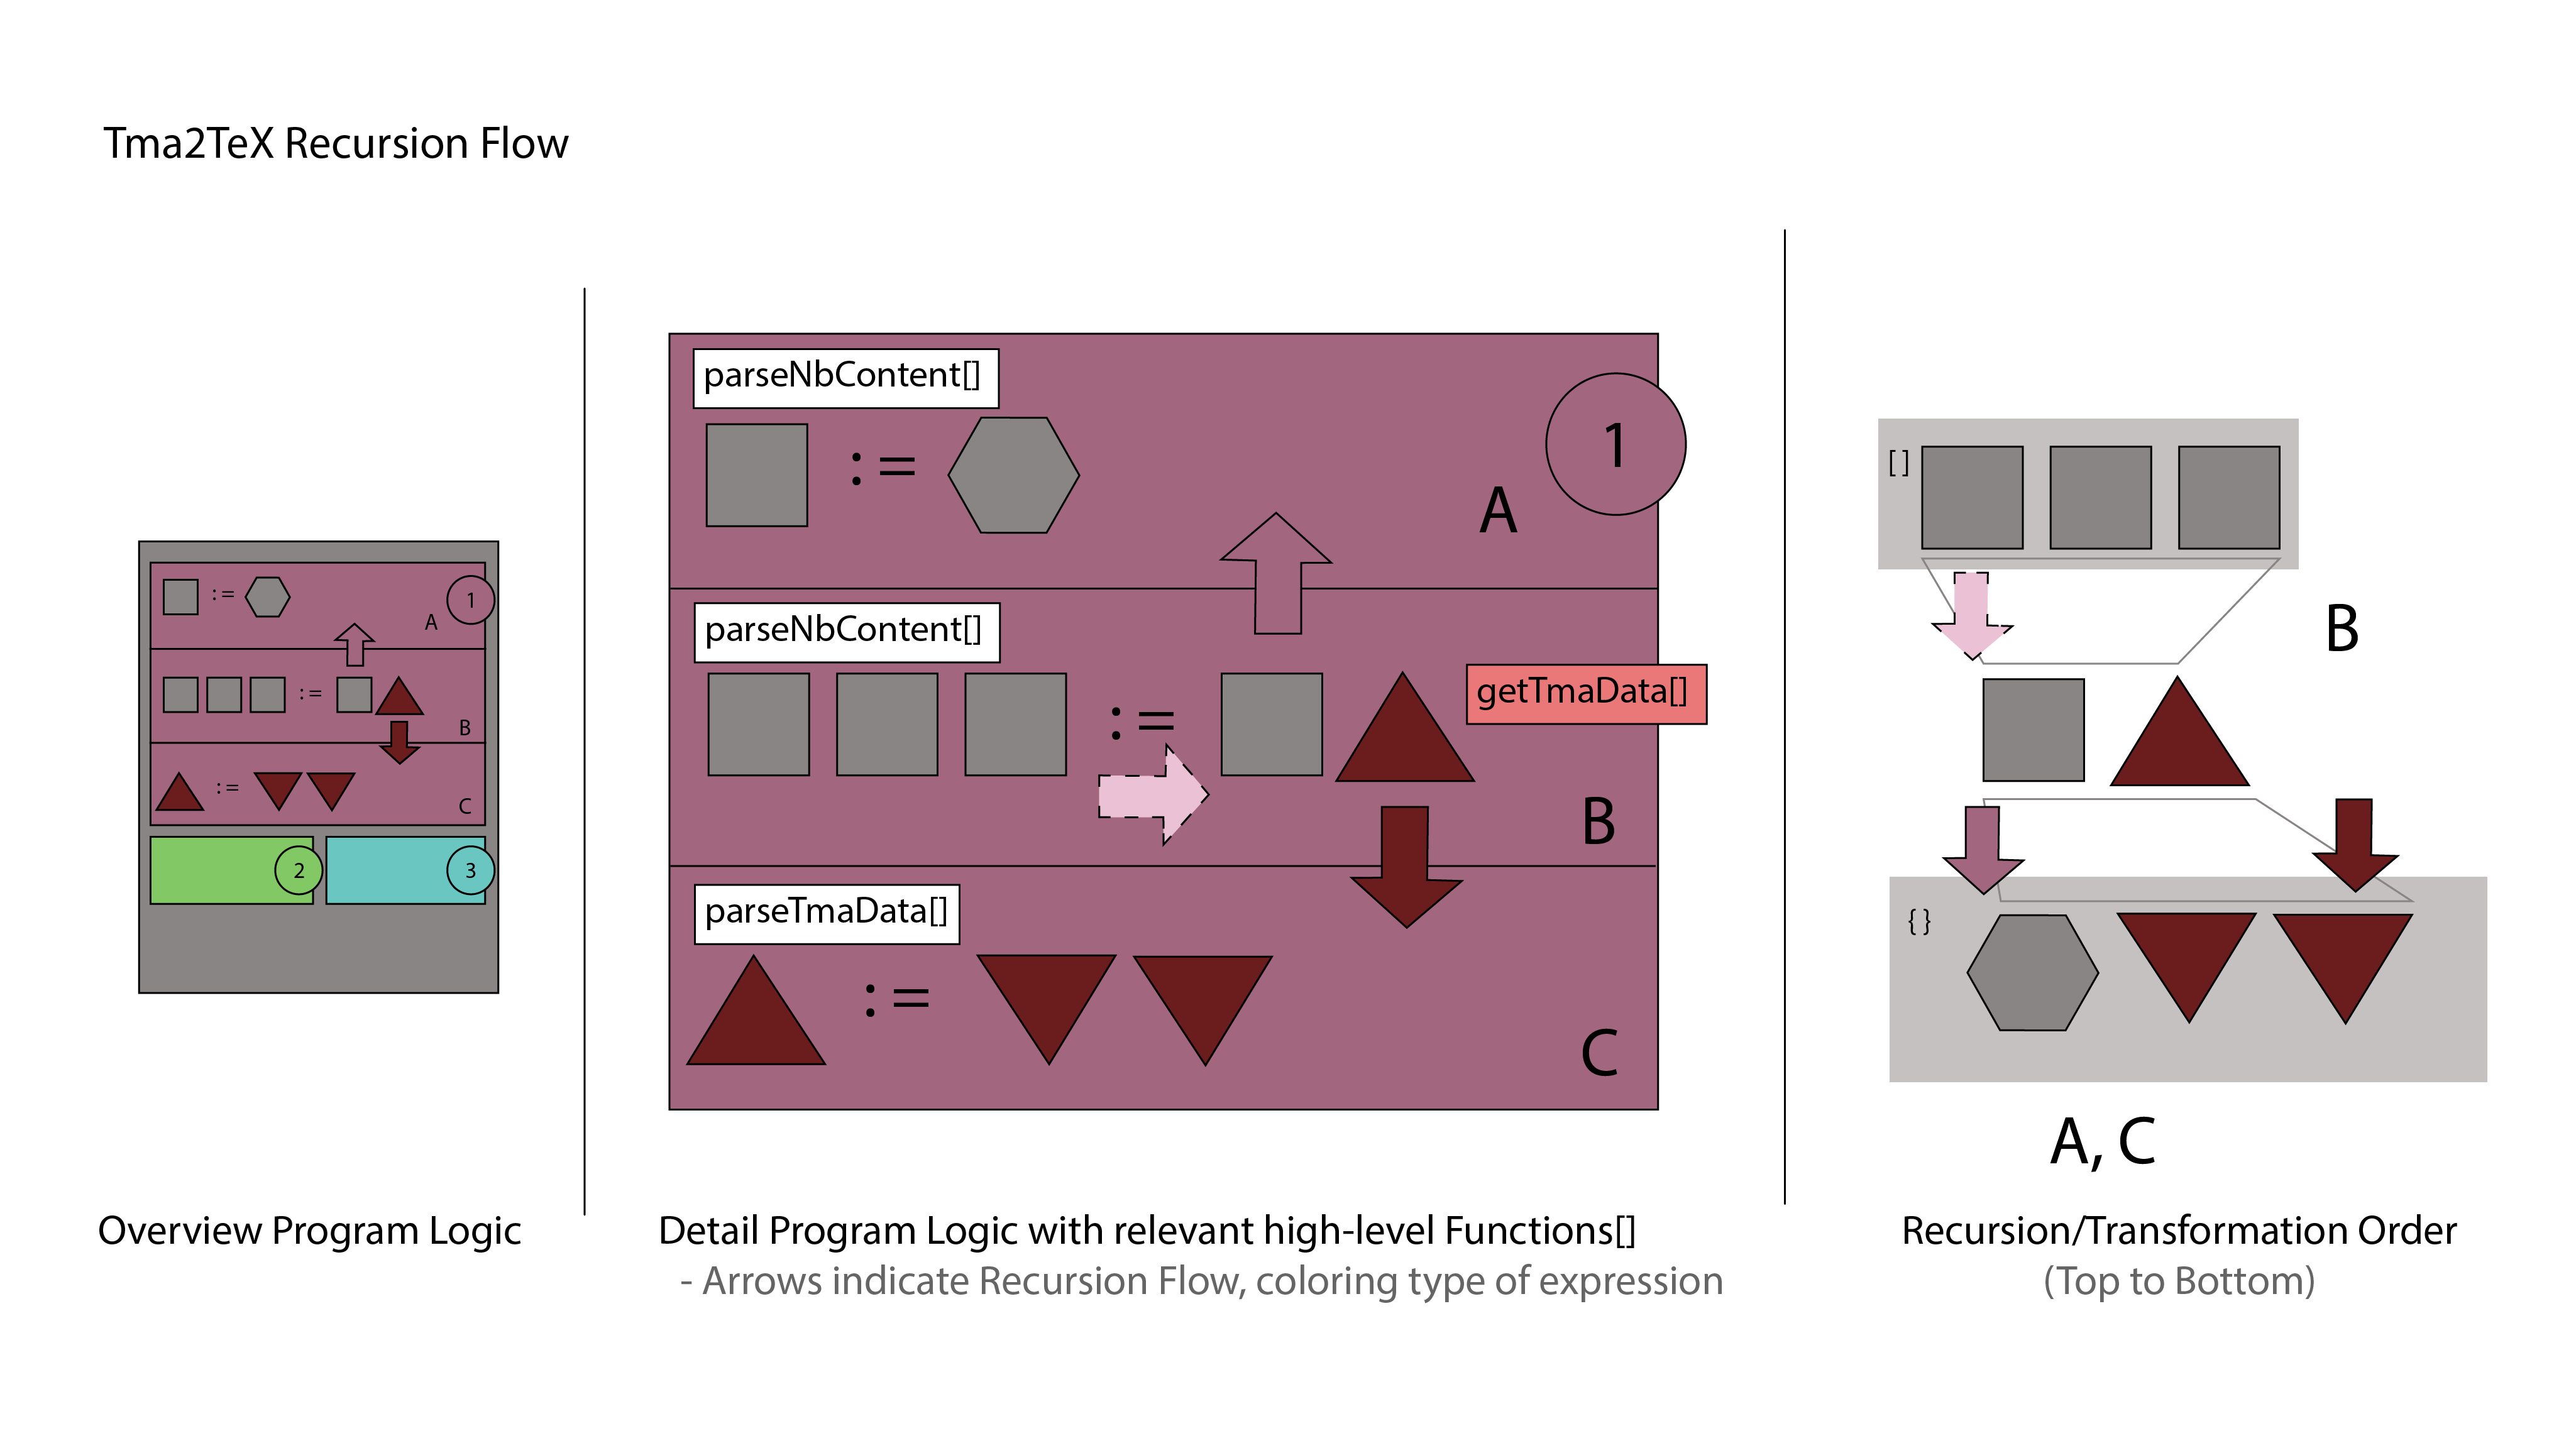 Tma2TeX Recursion Flow
:=
1
A
:=
B
:=
C
2
3
Overview Program Logic
parseNbContent[]
:=
1
A
parseNbContent[]
:=
getTmaData[]
B
parseTmaData[]
:=
C
Detail Program Logic with relevant high-level Functions[]
- Arrows indicate Recursion Flow, coloring type of expression
[ ]
B
{ }
A, C
Recursion/Transformation Order
(Top to Bottom)